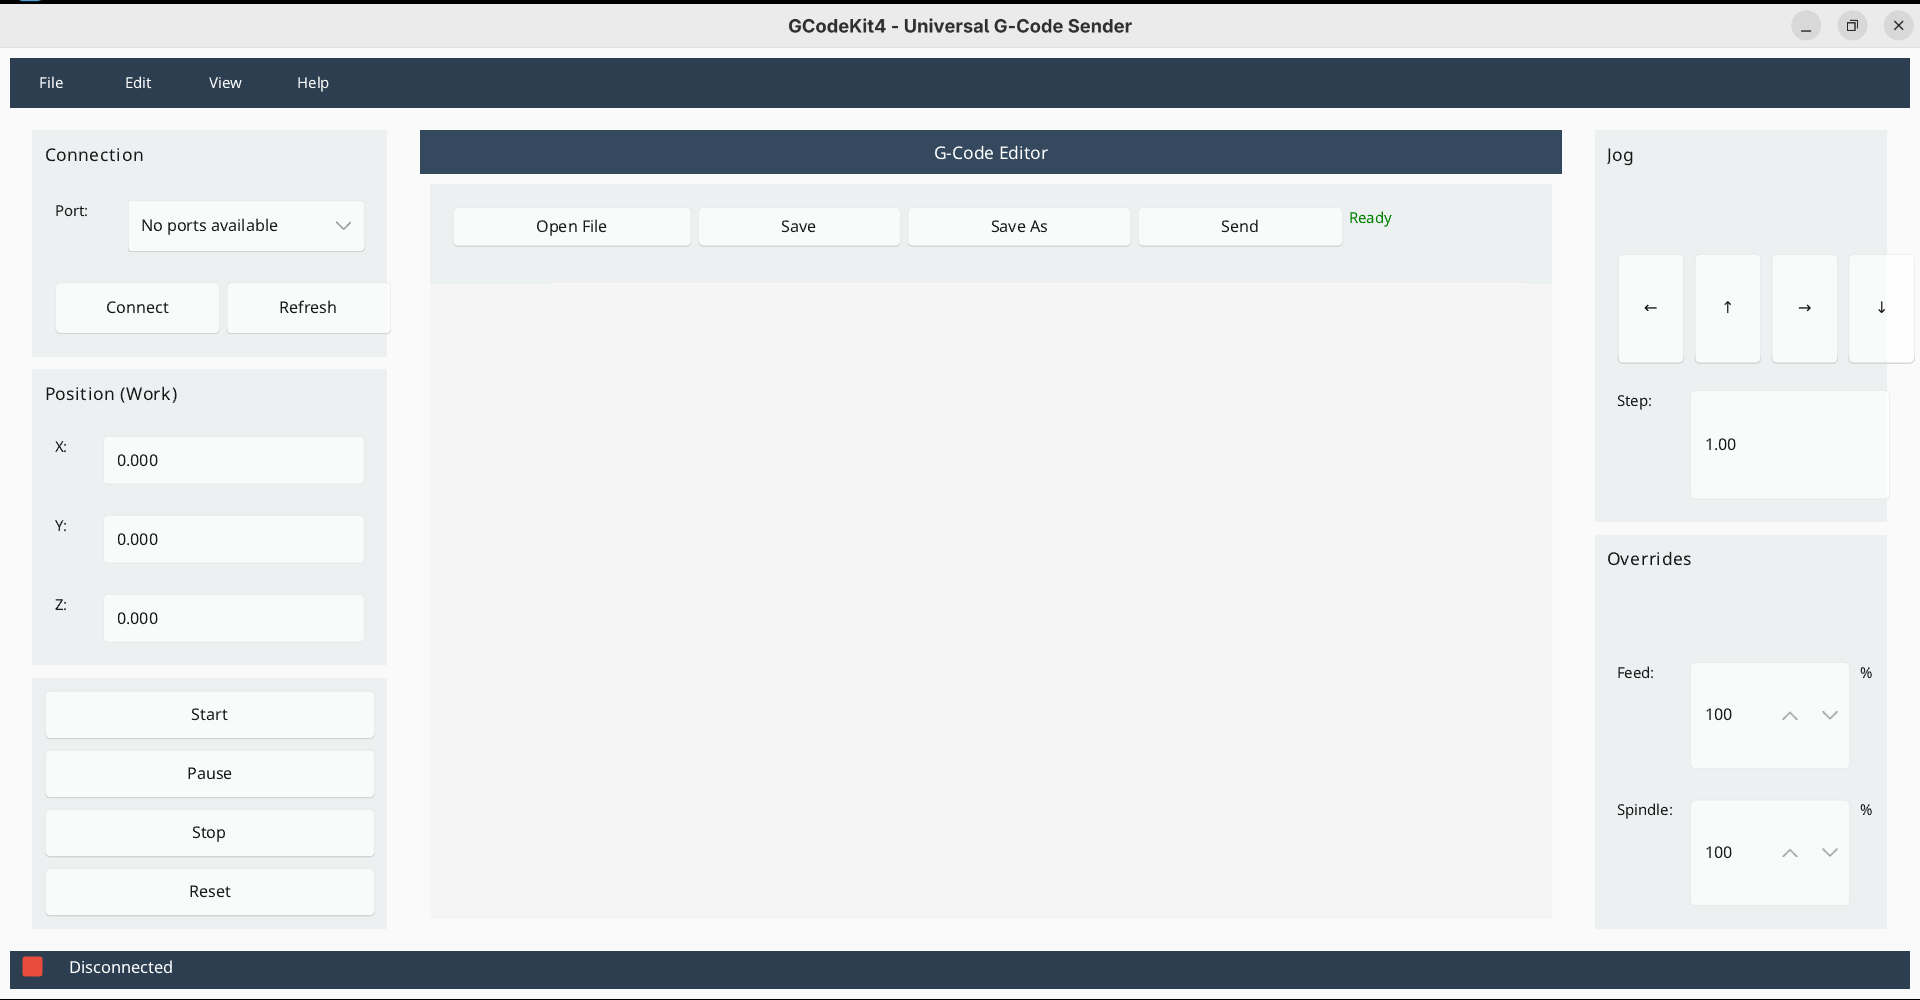 GCodeKit4 - Universal G-Code Sender
File Edit View Help
Connection
Port: No ports available
Connect Refresh
Position (Work)
X: 0.000
Y: 0.000
Z: 0.000
Start
Pause
Stop
Reset
G-Code Editor
Open File Save Save As Send Ready
Jog
← ↑ → ↓
Step: 1.00
Overrides
Feed: 100 %
Spindle: 100 %
Disconnected